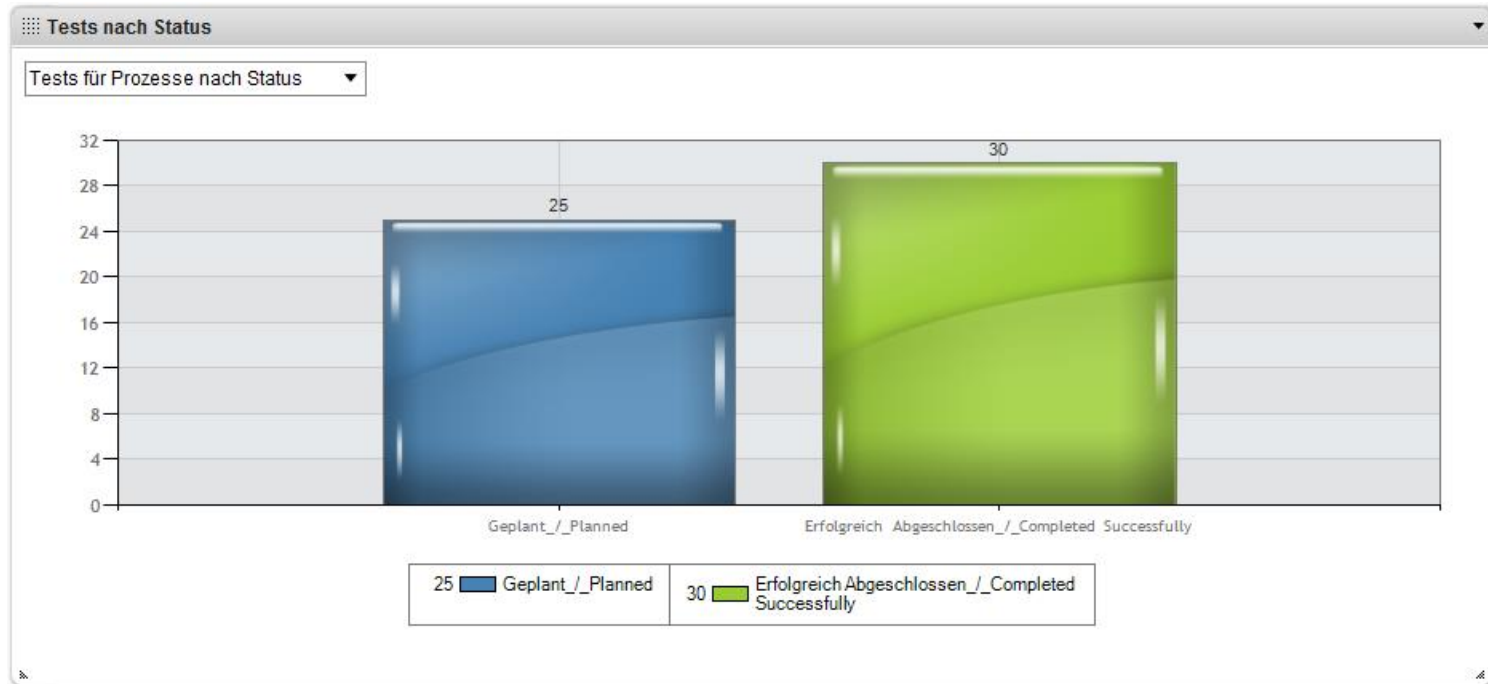 Tests nach Status
Tests für Prozesse nach Status
32
28
24
20
16
12
8
4
0
25
30
Geplant_/_Planned
Erfolgreich Abgeschlossen_/_Completed Successfully
25 Geplant_/_Planned
30 Erfolgreich Abgeschlossen_/_Completed
Successfully